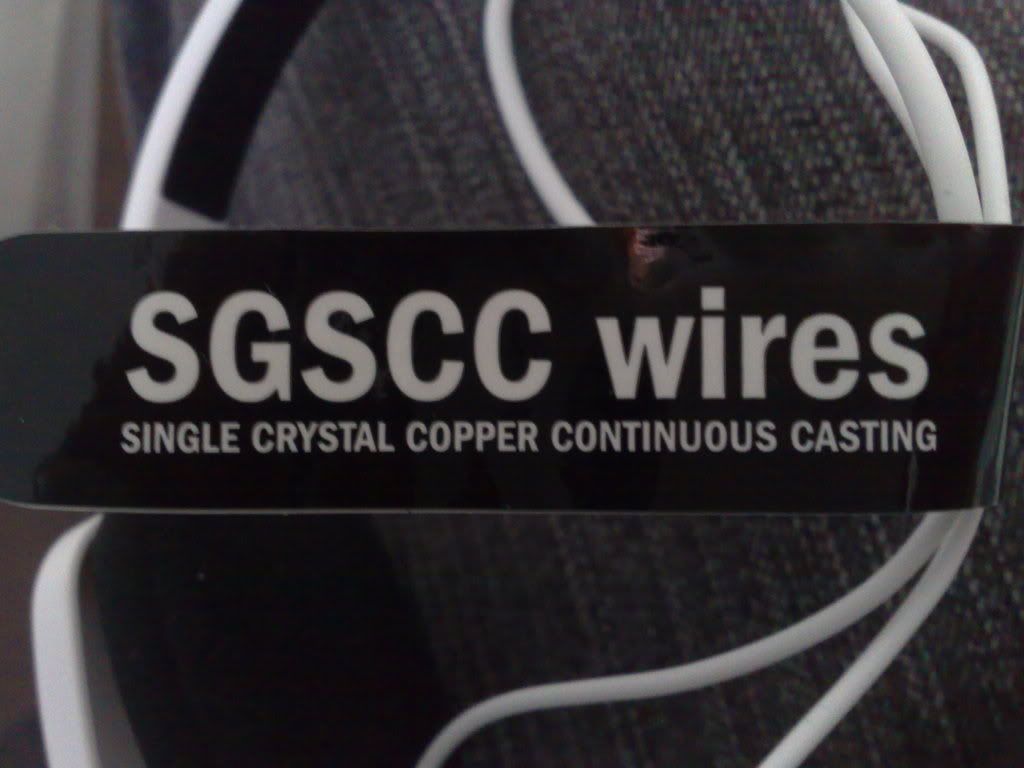 SGSCC wires
SINGLE CRYSTAL COPPER CONTINUOUS CASTING